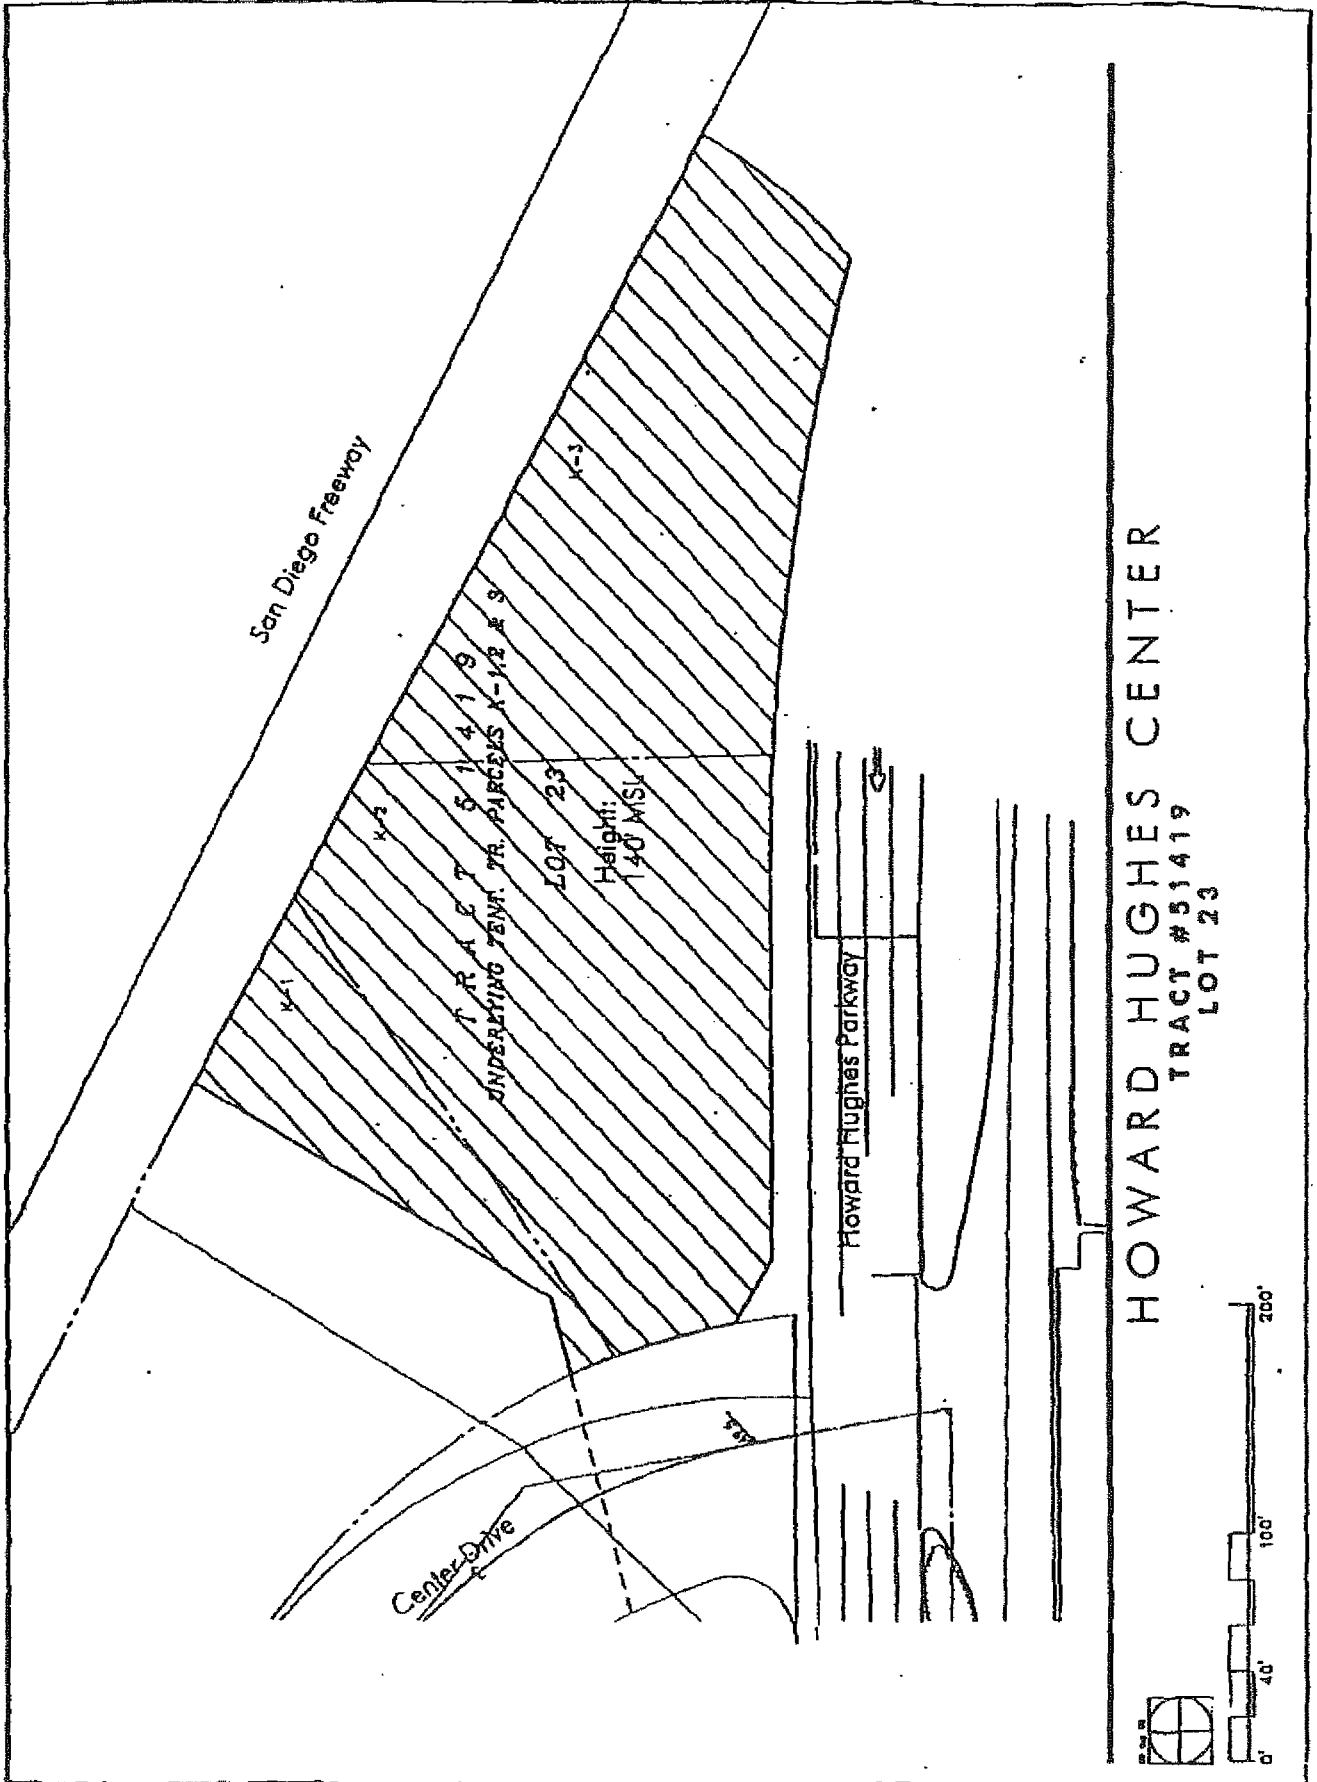 San Diego Freeway
K-3
K-2
K-1
TRACT 51419
UNDERLYING TENT. TR. PARCELS K-1,2 & 3
LOT 23
Height:
140' MSL
Howard Hughes Parkway
Center Drive
HOWARD HUGHES CENTER
TRACT #51419
LOT 23
0' 40' 100' 200'